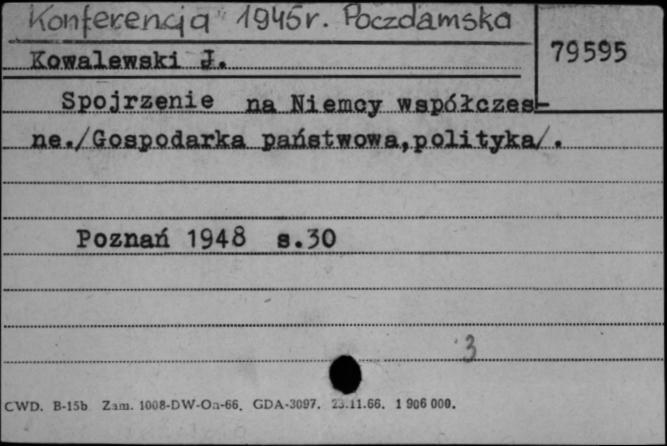 Konferencja 1945r. Poczdamska
79595
Kowalewski J.
Spojrzenie na Niemcy współczes-
ne./Gospodarka państwowa,polityka/.
Poznań 1948 s.30
3
CWD. B-15b Zam. 1008-DW-Oa-66. GDA-3097. 23.11.66. 1 906 000.